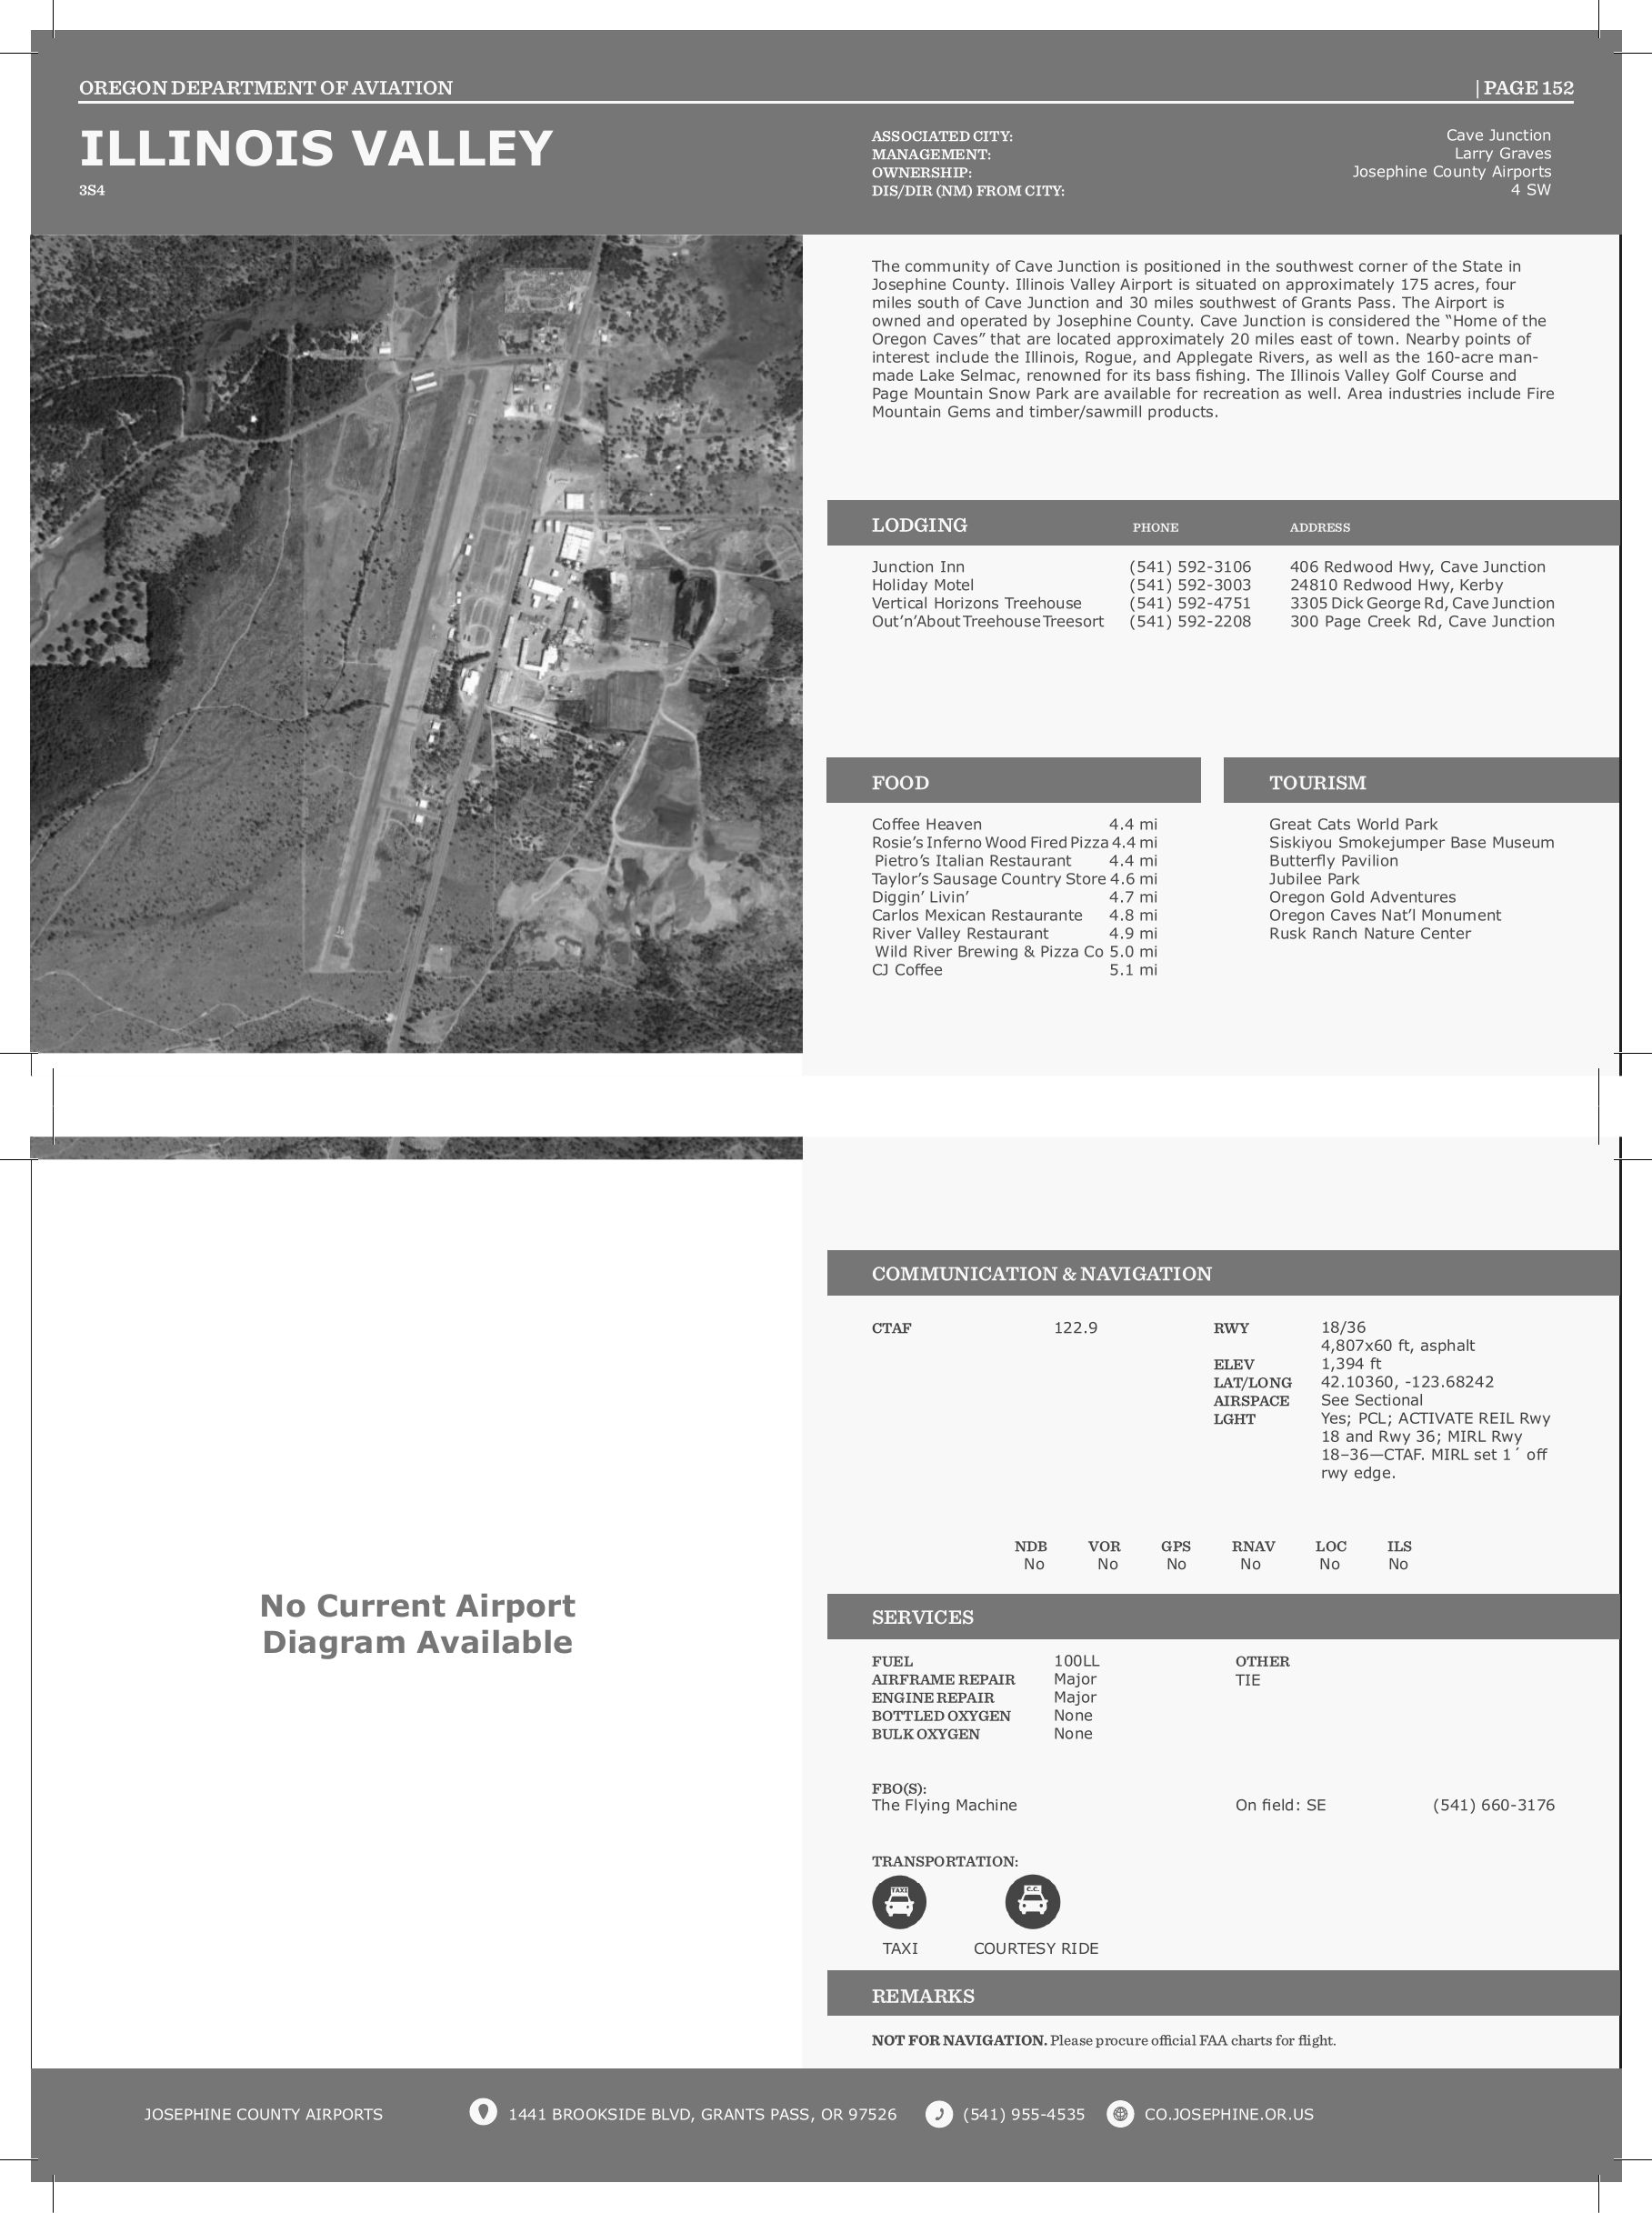 OREGON DEPARTMENT OF AVIATION | PAGE 152
ILLINOIS VALLEY
3S4
ASSOCIATED CITY: Cave Junction
MANAGEMENT: Larry Graves
OWNERSHIP: Josephine County Airports
DIS/DIR (NM) FROM CITY: 4 SW
The community of Cave Junction is positioned in the southwest corner of the State in
Josephine County. Illinois Valley Airport is situated on approximately 175 acres, four
miles south of Cave Junction and 30 miles southwest of Grants Pass. The Airport is
owned and operated by Josephine County. Cave Junction is considered the “Home of the
Oregon Caves” that are located approximately 20 miles east of town. Nearby points of
interest include the Illinois, Rogue, and Applegate Rivers, as well as the 160-acre man-
made Lake Selmac, renowned for its bass fishing. The Illinois Valley Golf Course and
Page Mountain Snow Park are available for recreation as well. Area industries include Fire
Mountain Gems and timber/sawmill products.
LODGING PHONE ADDRESS
Junction Inn (541) 592-3106 406 Redwood Hwy, Cave Junction
Holiday Motel (541) 592-3003 24810 Redwood Hwy, Kerby
Vertical Horizons Treehouse (541) 592-4751 3305 Dick George Rd, Cave Junction
Out’n’About Treehouse Treesort (541) 592-2208 300 Page Creek Rd, Cave Junction
FOOD
Coffee Heaven 4.4 mi
Rosie’s Inferno Wood Fired Pizza 4.4 mi
Pietro’s Italian Restaurant 4.4 mi
Taylor’s Sausage Country Store 4.6 mi
Diggin’ Livin’ 4.7 mi
Carlos Mexican Restaurante 4.8 mi
River Valley Restaurant 4.9 mi
Wild River Brewing & Pizza Co 5.0 mi
CJ Coffee 5.1 mi
TOURISM
Great Cats World Park
Siskiyou Smokejumper Base Museum
Butterfly Pavilion
Jubilee Park
Oregon Gold Adventures
Oregon Caves Nat’l Monument
Rusk Ranch Nature Center
No Current Airport
Diagram Available
COMMUNICATION & NAVIGATION
CTAF 122.9
RWY 18/36
4,807x60 ft, asphalt
ELEV 1,394 ft
LAT/LONG 42.10360, -123.68242
AIRSPACE See Sectional
LGHT Yes; PCL; ACTIVATE REIL Rwy
18 and Rwy 36; MIRL Rwy
18–36—CTAF. MIRL set 1´ off
rwy edge.
NDB VOR GPS RNAV LOC ILS
No No No No No No
SERVICES
FUEL 100LL
AIRFRAME REPAIR Major
ENGINE REPAIR Major
BOTTLED OXYGEN None
BULK OXYGEN None
OTHER
TIE
FBO(S):
The Flying Machine On field: SE (541) 660-3176
TRANSPORTATION:
TAXI C.C.
TAXI COURTESY RIDE
REMARKS
NOT FOR NAVIGATION. Please procure official FAA charts for flight.
JOSEPHINE COUNTY AIRPORTS 1441 BROOKSIDE BLVD, GRANTS PASS, OR 97526 (541) 955-4535 CO.JOSEPHINE.OR.US